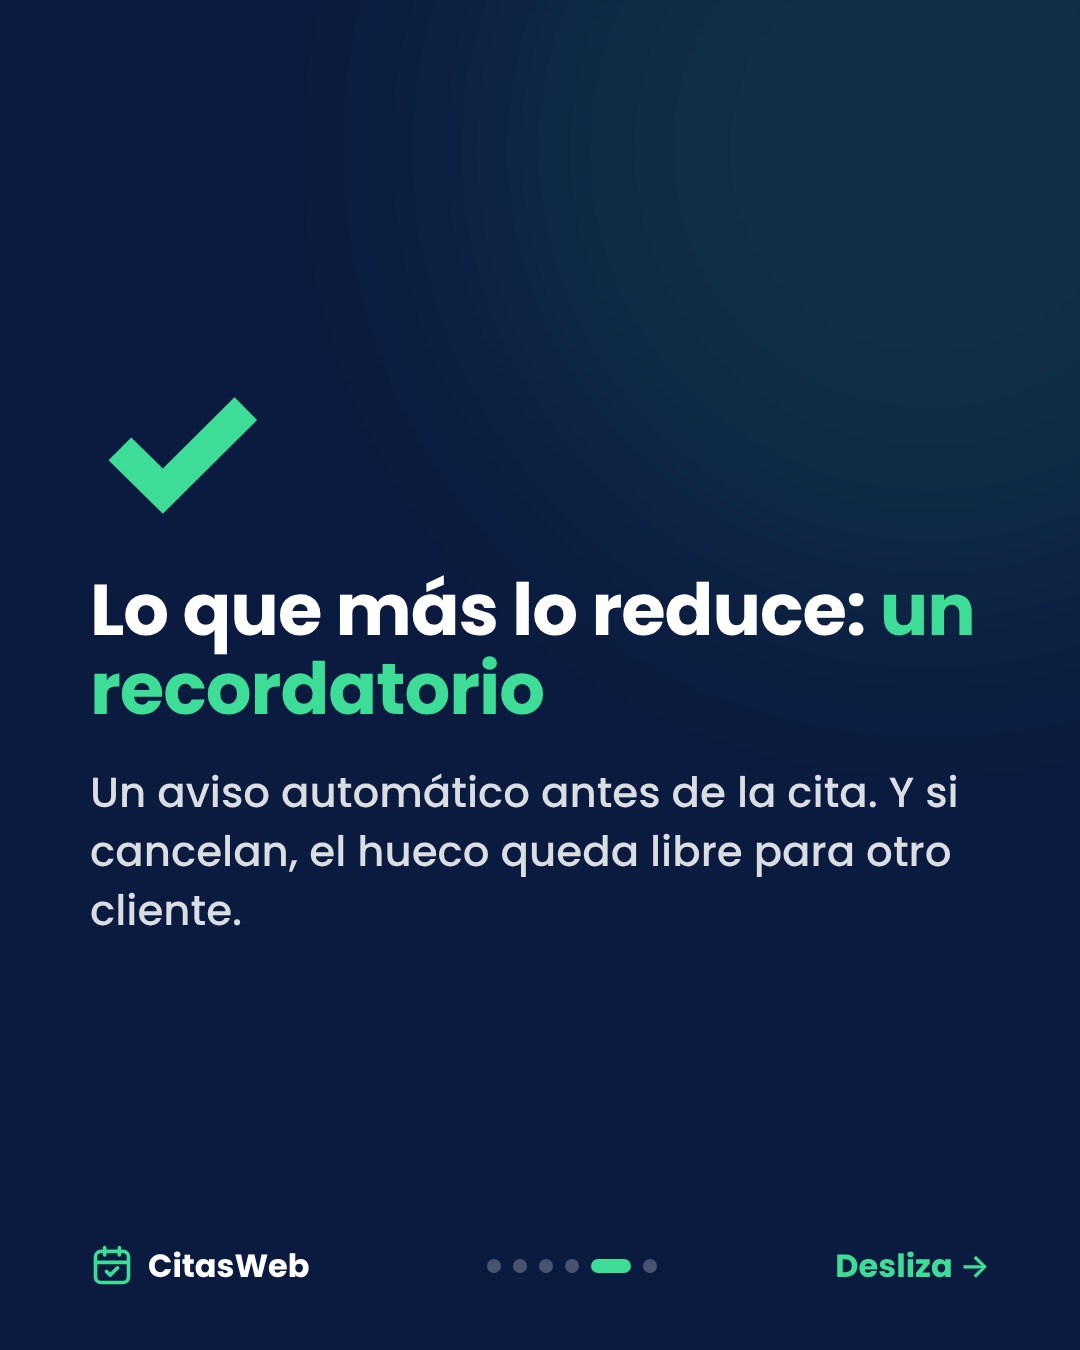 Lo que más lo reduce: un
recordatorio
Un aviso automático antes de la cita. Y si
cancelan, el hueco queda libre para otro
cliente.
CitasWeb
Desliza →